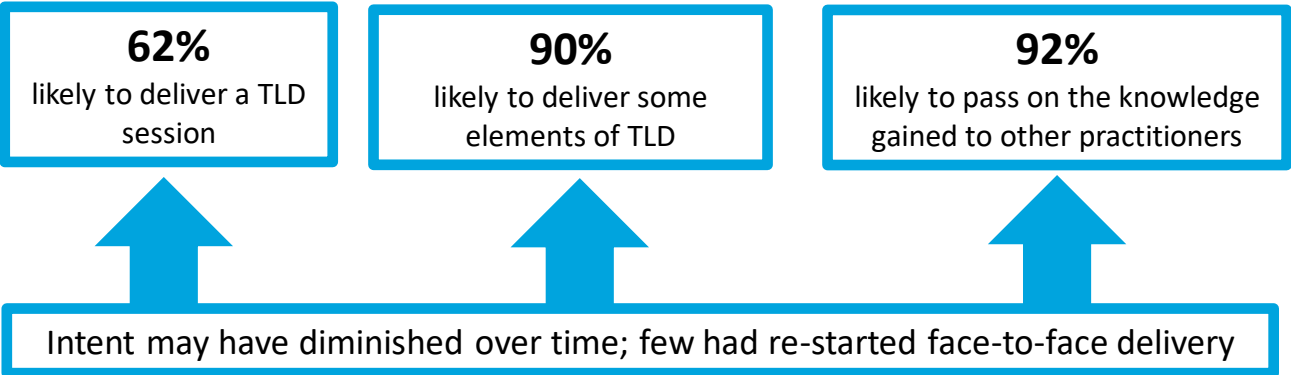 62%
likely to deliver a TLD
session
90%
likely to deliver some
elements of TLD
92%
likely to pass on the knowledge
gained to other practitioners
Intent may have diminished over time; few had re-started face-to-face delivery